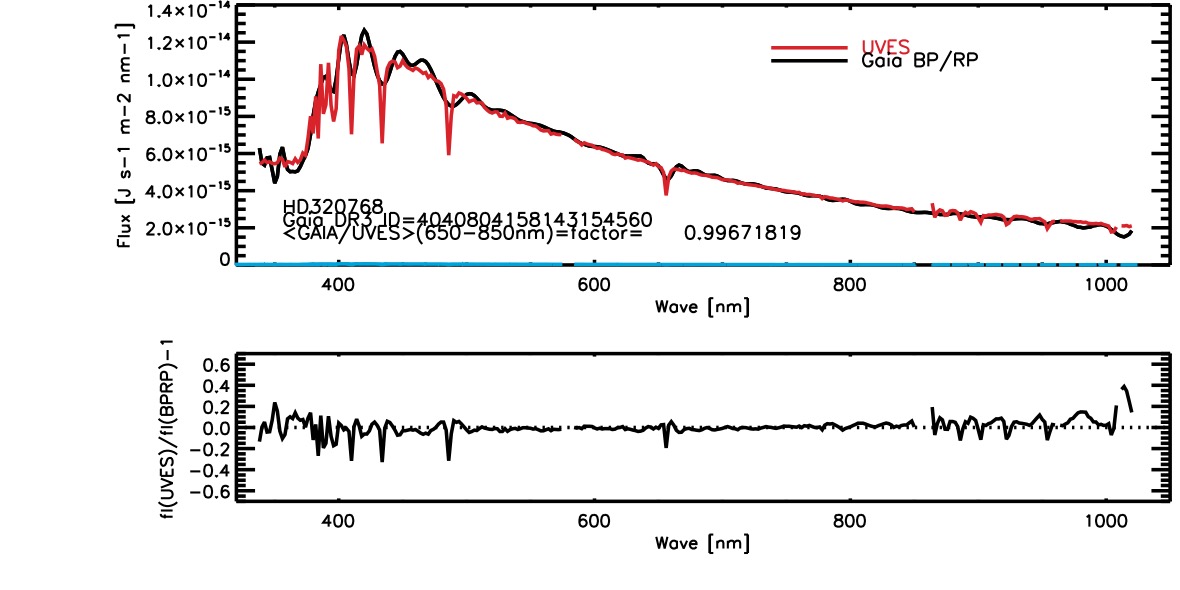 1.4×10⁻¹⁴
1.2×10⁻¹⁴
1.0×10⁻¹⁴
8.0×10⁻¹⁵
6.0×10⁻¹⁵
4.0×10⁻¹⁵
2.0×10⁻¹⁵
0
Flux [J s−1 m−2 nm−1]
UVES
Gaia BP/RP
HD320768
Gaia DR3 ID=4040804158143154560
<GAIA/UVES>(650−850nm)=factor= 0.99671819
400 600 800 1000
Wave [nm]
0.6
0.4
0.2
0.0
−0.2
−0.4
−0.6
fl(UVES)/fl(BPRP)−1
400 600 800 1000
Wave [nm]